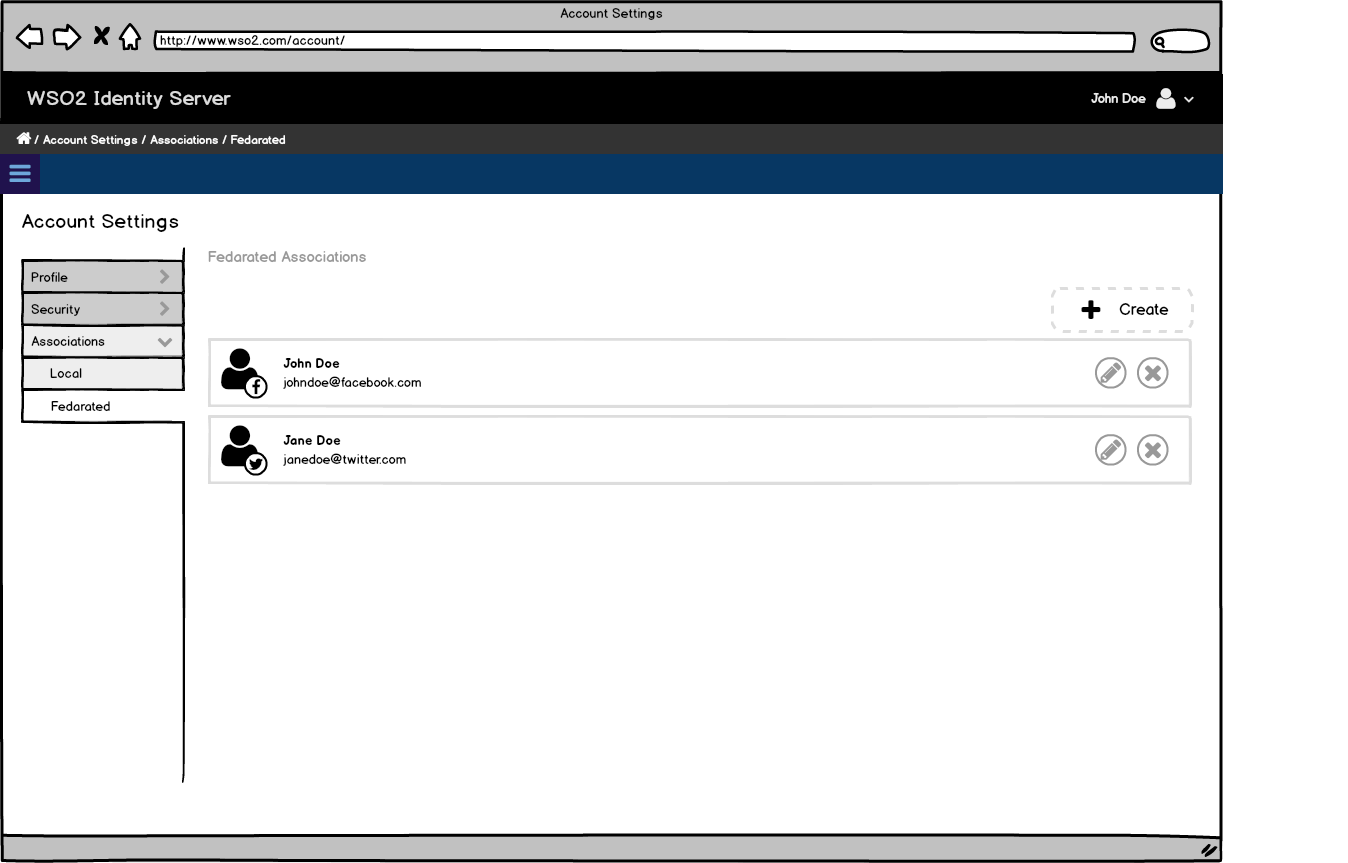 Account Settings
http://www.wso2.com/account/
WSO2 Identity Server
John Doe
/ Account Settings / Associations / Fedarated
Account Settings
Profile
Security
Associations
Local
Fedarated
Fedarated Associations
Create
John Doe
johndoe@facebook.com
Jane Doe
janedoe@twitter.com